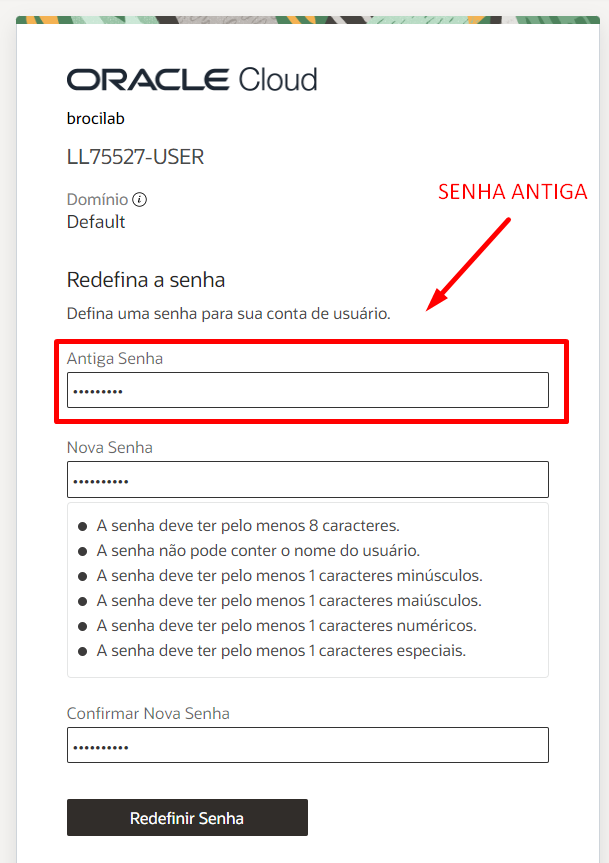 ORACLE Cloud
brocilab
LL75527-USER
Domínio
Default
SENHA ANTIGA
Redefina a senha
Defina uma senha para sua conta de usuário.
Antiga Senha
•••••••••
Nova Senha
••••••••••
● A senha deve ter pelo menos 8 caracteres.
● A senha não pode conter o nome do usuário.
● A senha deve ter pelo menos 1 caracteres minúsculos.
● A senha deve ter pelo menos 1 caracteres maiúsculos.
● A senha deve ter pelo menos 1 caracteres numéricos.
● A senha deve ter pelo menos 1 caracteres especiais.
Confirmar Nova Senha
••••••••••
Redefinir Senha